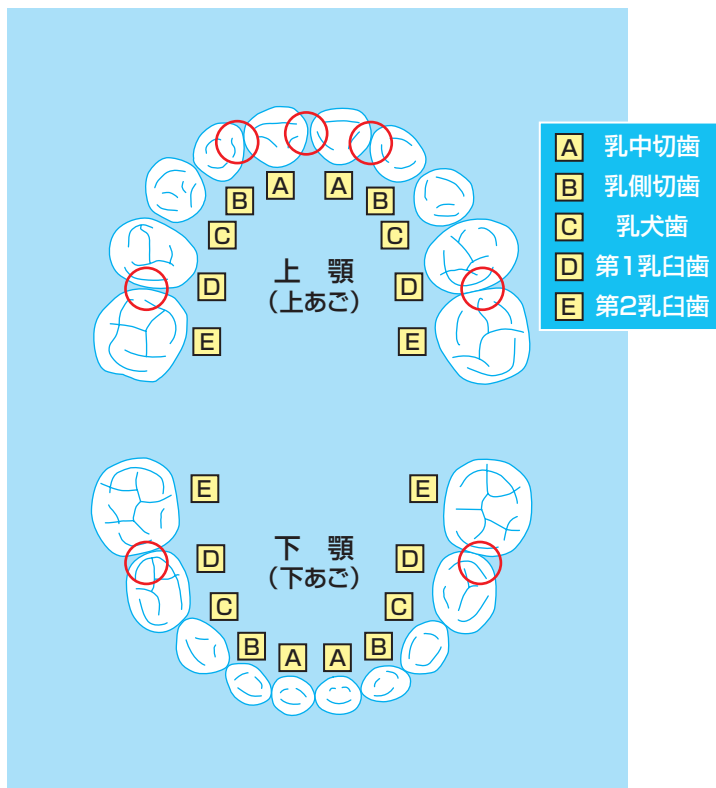 A 乳中切歯
B 乳側切歯
C 乳犬歯
D 第1乳臼歯
E 第2乳臼歯
A A
B B
C C
上 顎
(上あご)
D D
E E
E E
下 顎
(下あご)
D D
C C
B B
A A